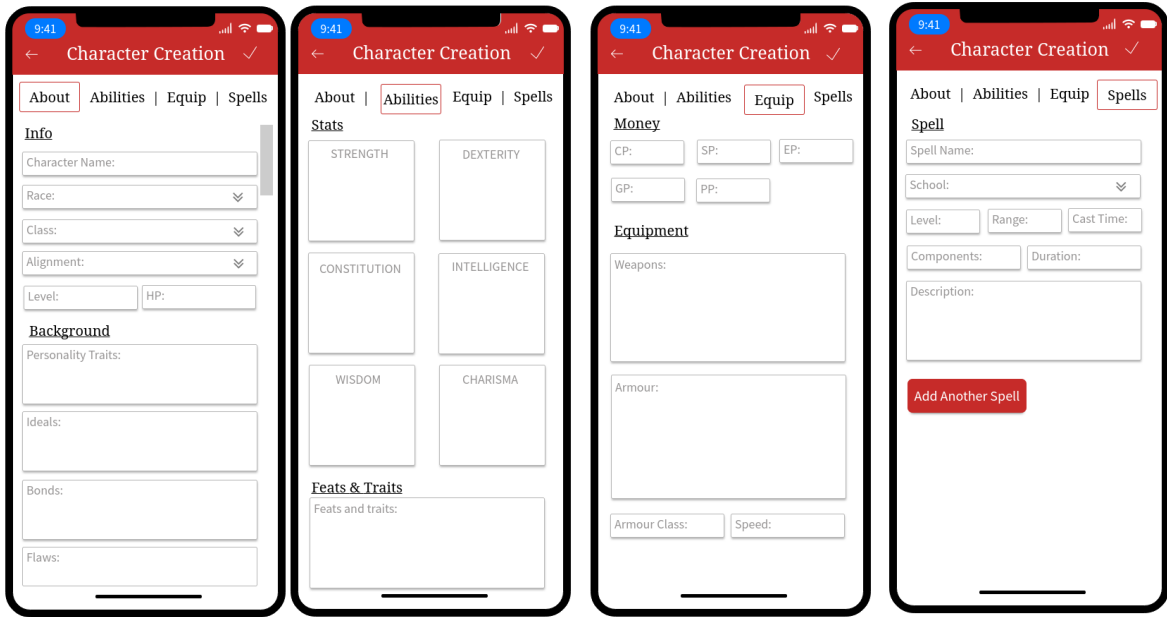 9:41
Character Creation
About | Abilities | Equip | Spells
Info
Character Name:
Race:
Class:
Alignment:
Level: HP:
Background
Personality Traits:
Ideals:
Bonds:
Flaws:
9:41
Character Creation
About | Abilities Equip | Spells
Stats
STRENGTH DEXTERITY
CONSTITUTION INTELLIGENCE
WISDOM CHARISMA
Feats & Traits
Feats and traits:
9:41
Character Creation
About | Abilities Equip Spells
Money
CP: SP: EP:
GP: PP:
Equipment
Weapons:
Armour:
Armour Class: Speed:
9:41
Character Creation
About | Abilities | Equip Spells
Spell
Spell Name:
School:
Level: Range: Cast Time:
Components: Duration:
Description:
Add Another Spell